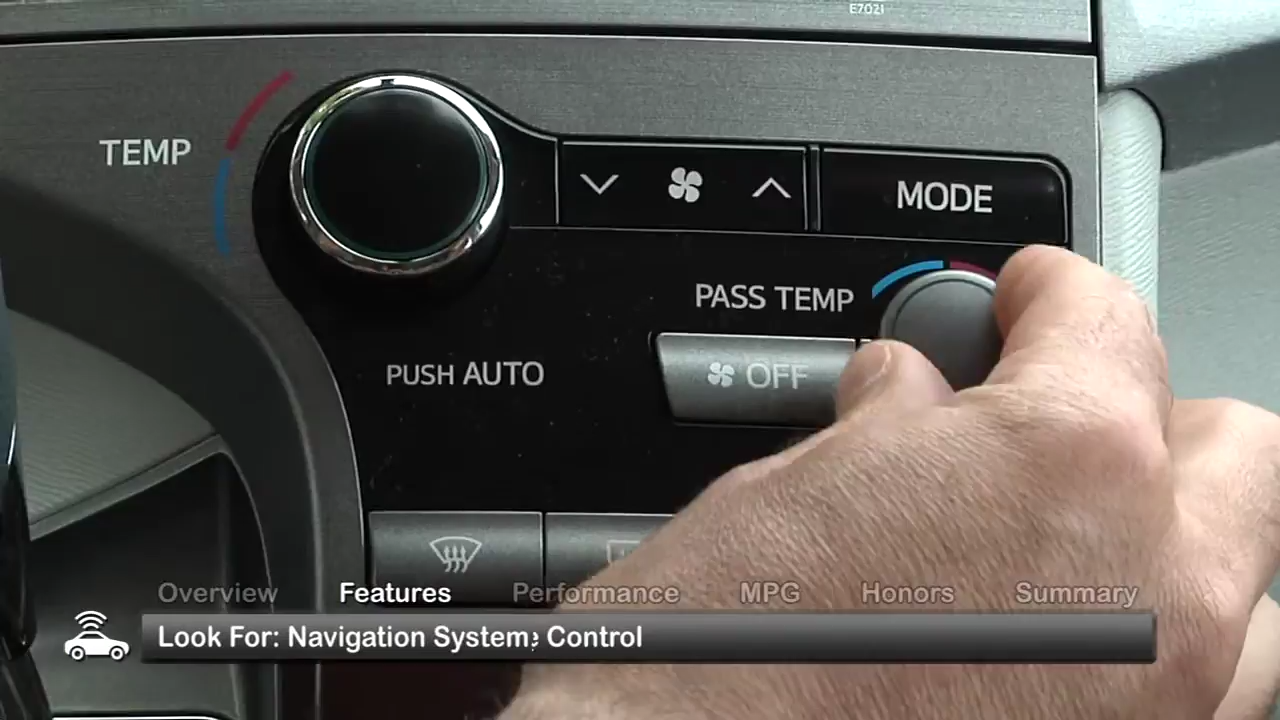 E7021
TEMP
MODE
PASS TEMP
OFF
PUSH AUTO
Overview Features Performance MPG Honors Summary
Look For: Navigation System; Control